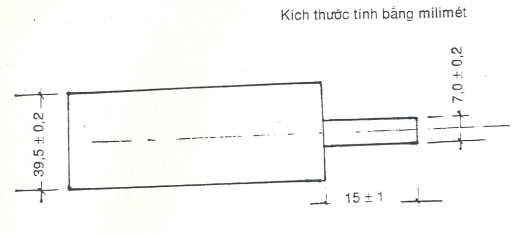 Kích thước tính bằng milimét
39,5 ± 0,2
7,0 ± 0,2
15 ± 1